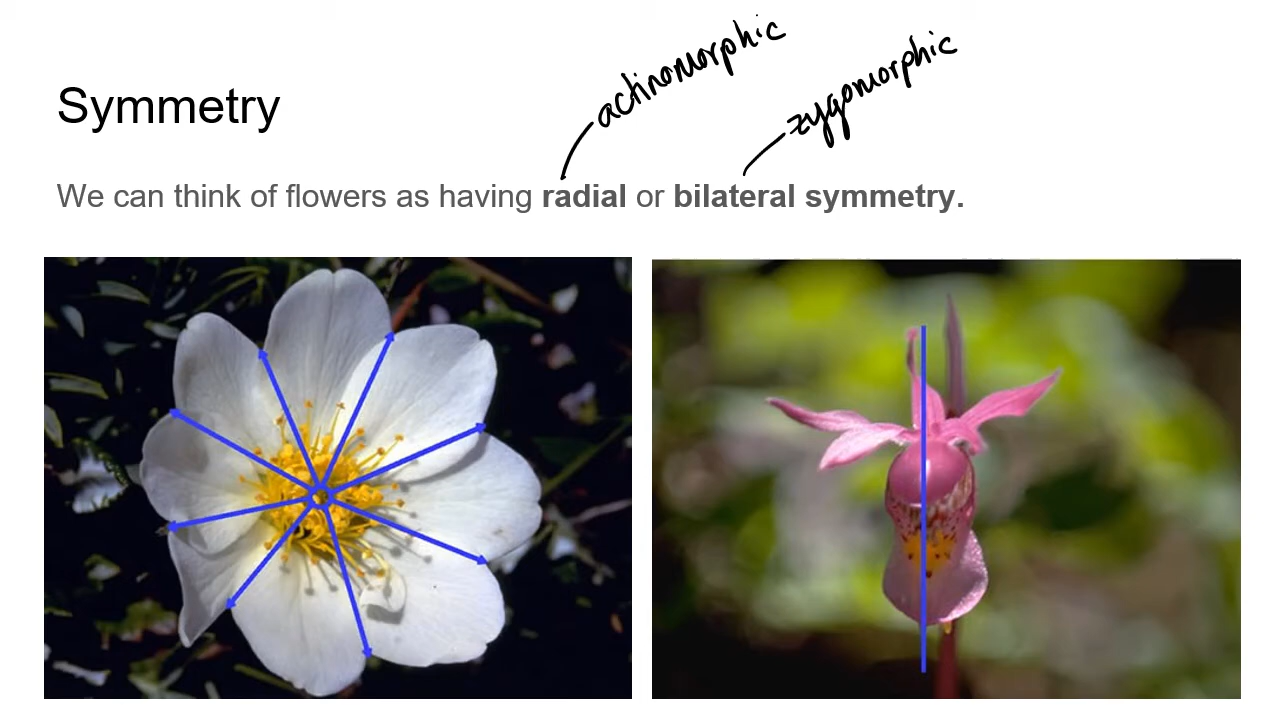 actinomorphic
zygomorphic
Symmetry
We can think of flowers as having radial or bilateral symmetry.